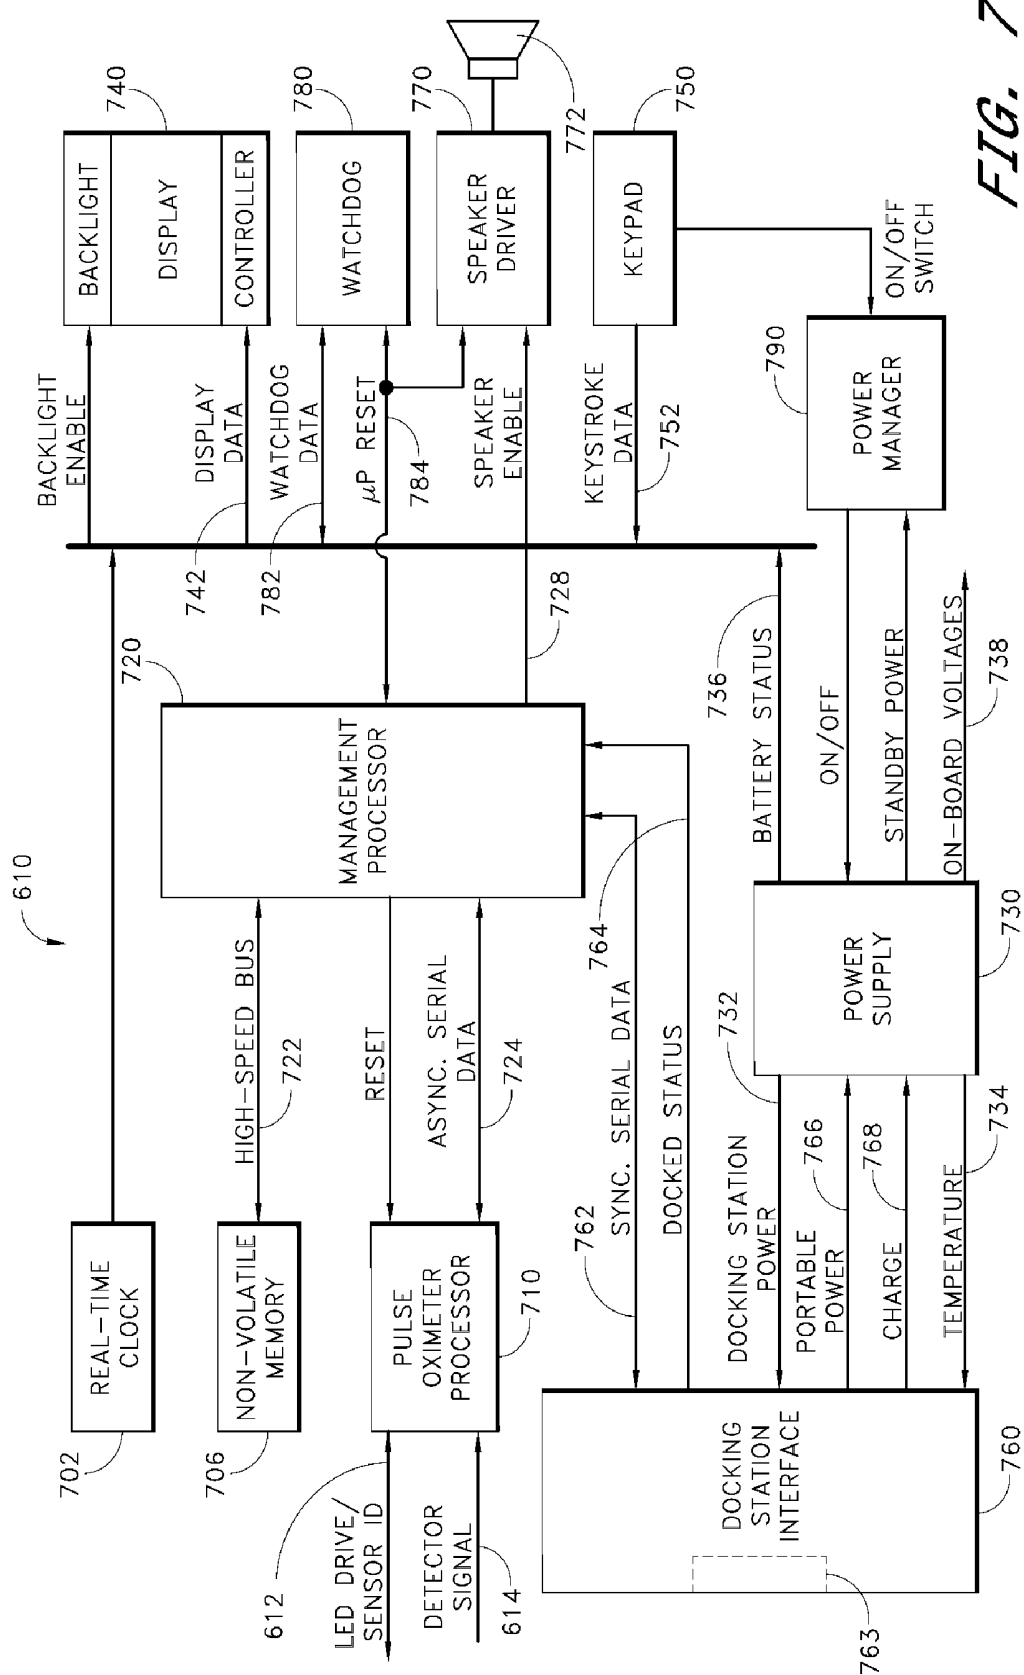 610
702
REAL-TIME
CLOCK
706
NON-VOLATILE
MEMORY
HIGH-SPEED BUS
722
720
MANAGEMENT
PROCESSOR
BACKLIGHT
ENABLE
740
BACKLIGHT
DISPLAY
CONTROLLER
DISPLAY
DATA
742
WATCHDOG
DATA
782
780
WATCHDOG
μP RESET
784
770
SPEAKER
DRIVER
772
SPEAKER
ENABLE
728
750
KEYPAD
KEYSTROKE
DATA
752
612
LED DRIVE/
SENSOR ID
DETECTOR
SIGNAL
614
PULSE
OXIMETER
PROCESSOR
710
RESET
ASYNC. SERIAL
DATA
724
762
SYNC. SERIAL DATA
764
DOCKED STATUS
DOCKING
STATION
INTERFACE
763
760
DOCKING STATION
POWER
732
PORTABLE
POWER
766
CHARGE
768
TEMPERATURE
734
POWER
SUPPLY
730
736
BATTERY STATUS
ON/OFF
STANDBY POWER
ON-BOARD VOLTAGES
738
790
POWER
MANAGER
ON/OFF
SWITCH
FIG. 7